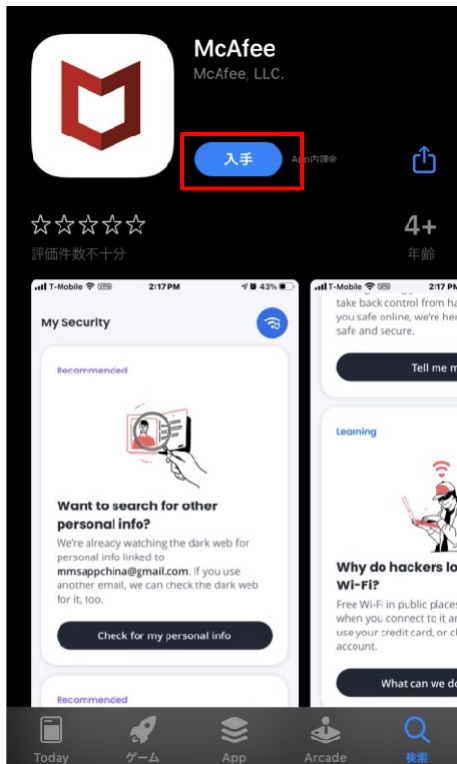 McAfee
McAfee, LLC.
入手
App内課金
4+
評価件数不十分
年齢
T-Mobile
VPN
2:17 PM
43%
My Security
Recommended
Want to search for other
personal info?
We're already watching the dark web for
personal info linked to
mmsappchina@gmail.com. If you use
another email, we can check the dark web
for it, too.
Check for my personal info
Recommended
T-Mobile
VPN
2:17 PM
take back control from ha
you safe online, we're her
safe and secure.
Tell me m
Learning
Why do hackers lo
Wi-Fi?
Free Wi-Fi in public places
when you connect to it an
use your credit card, or cl
account.
What can we do
Today
ゲーム
App
Arcade
検索